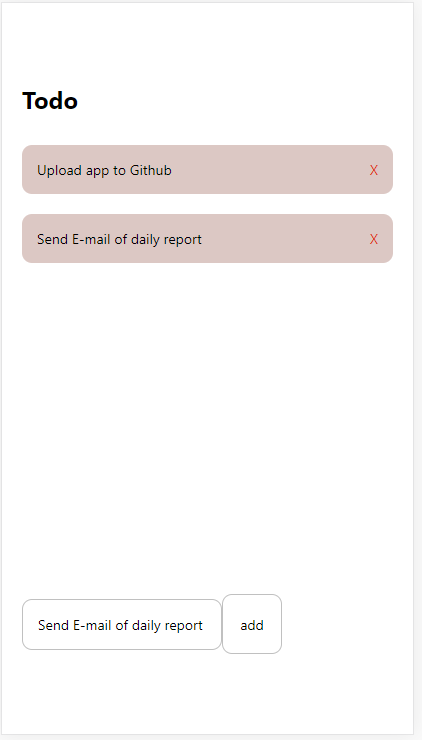 Todo
Upload app to Github X
Send E-mail of daily report X
Send E-mail of daily report add